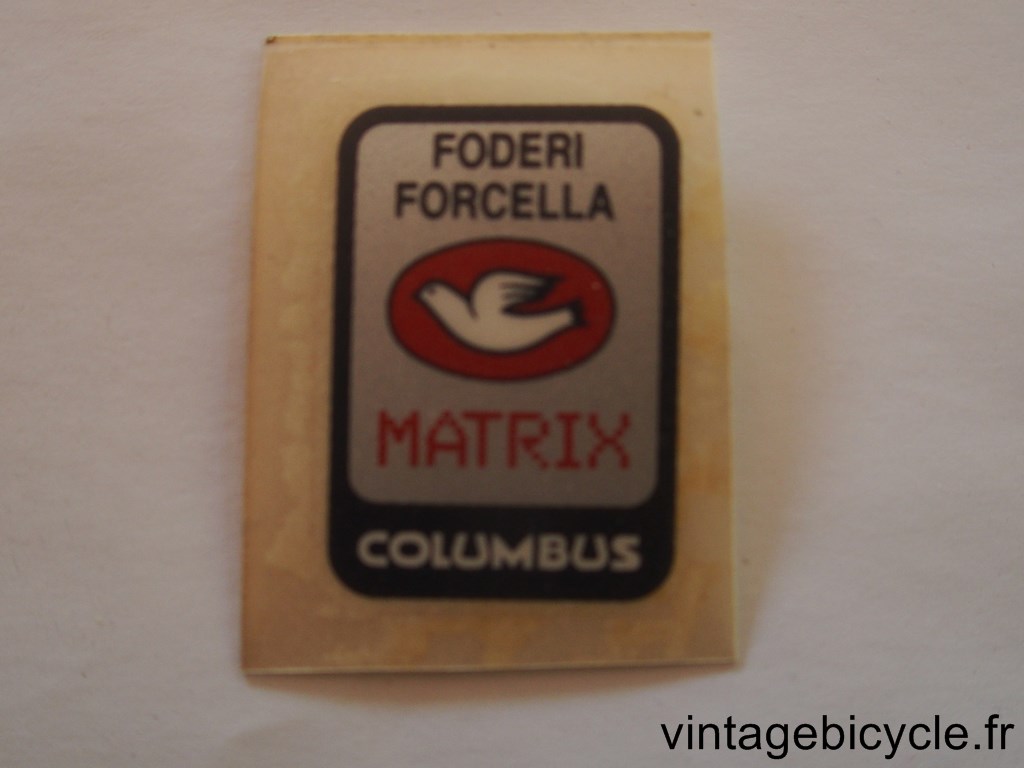 FODERI
FORCELLA
MATRIX
COLUMBUS
vintagebicycle.fr